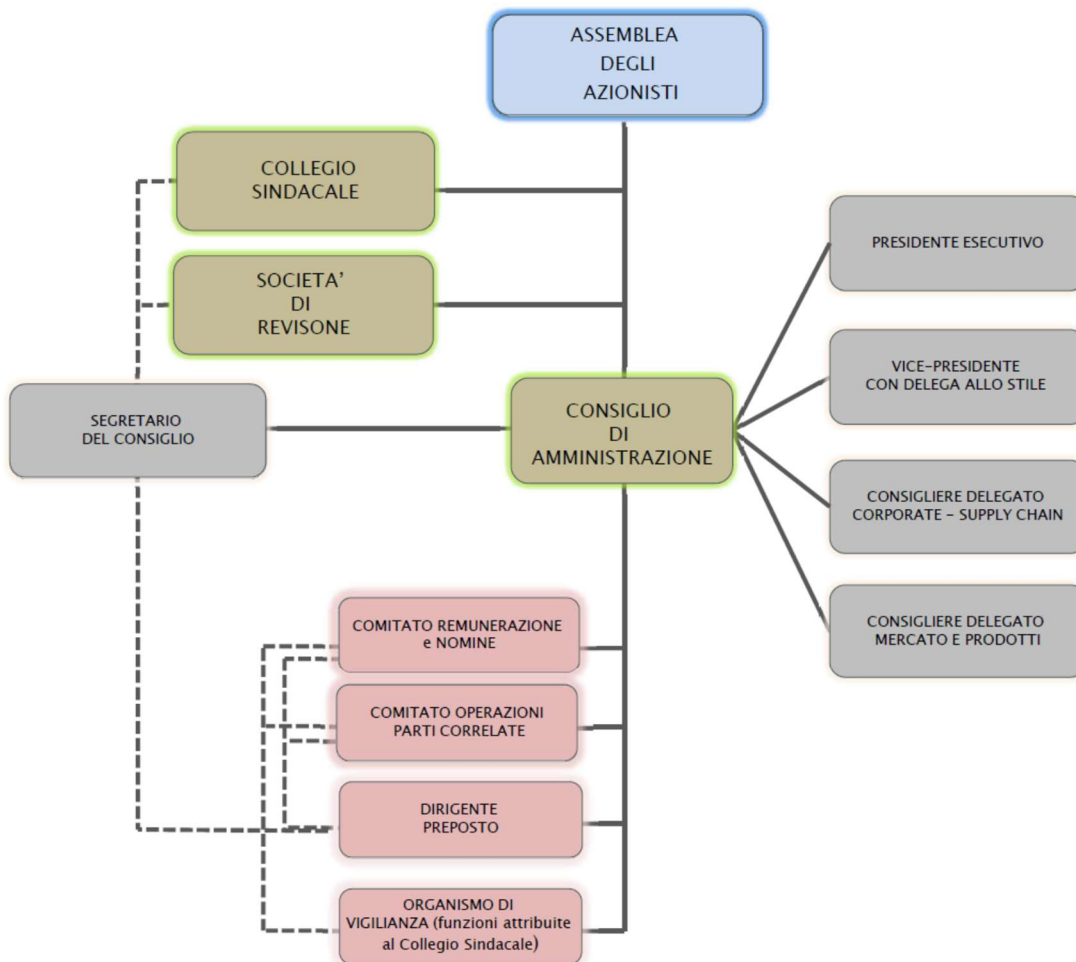 ASSEMBLEA
DEGLI
AZIONISTI
COLLEGIO
SINDACALE
SOCIETA’
DI
REVISONE
PRESIDENTE ESECUTIVO
VICE-PRESIDENTE
CON DELEGA ALLO STILE
SEGRETARIO
DEL CONSIGLIO
CONSIGLIO
DI
AMMINISTRAZIONE
CONSIGLIERE DELEGATO
CORPORATE – SUPPLY CHAIN
CONSIGLIERE DELEGATO
MERCATO E PRODOTTI
COMITATO REMUNERAZIONE
e NOMINE
COMITATO OPERAZIONI
PARTI CORRELATE
DIRIGENTE
PREPOSTO
ORGANISMO DI
VIGILIANZA (funzioni attribuite
al Collegio Sindacale)